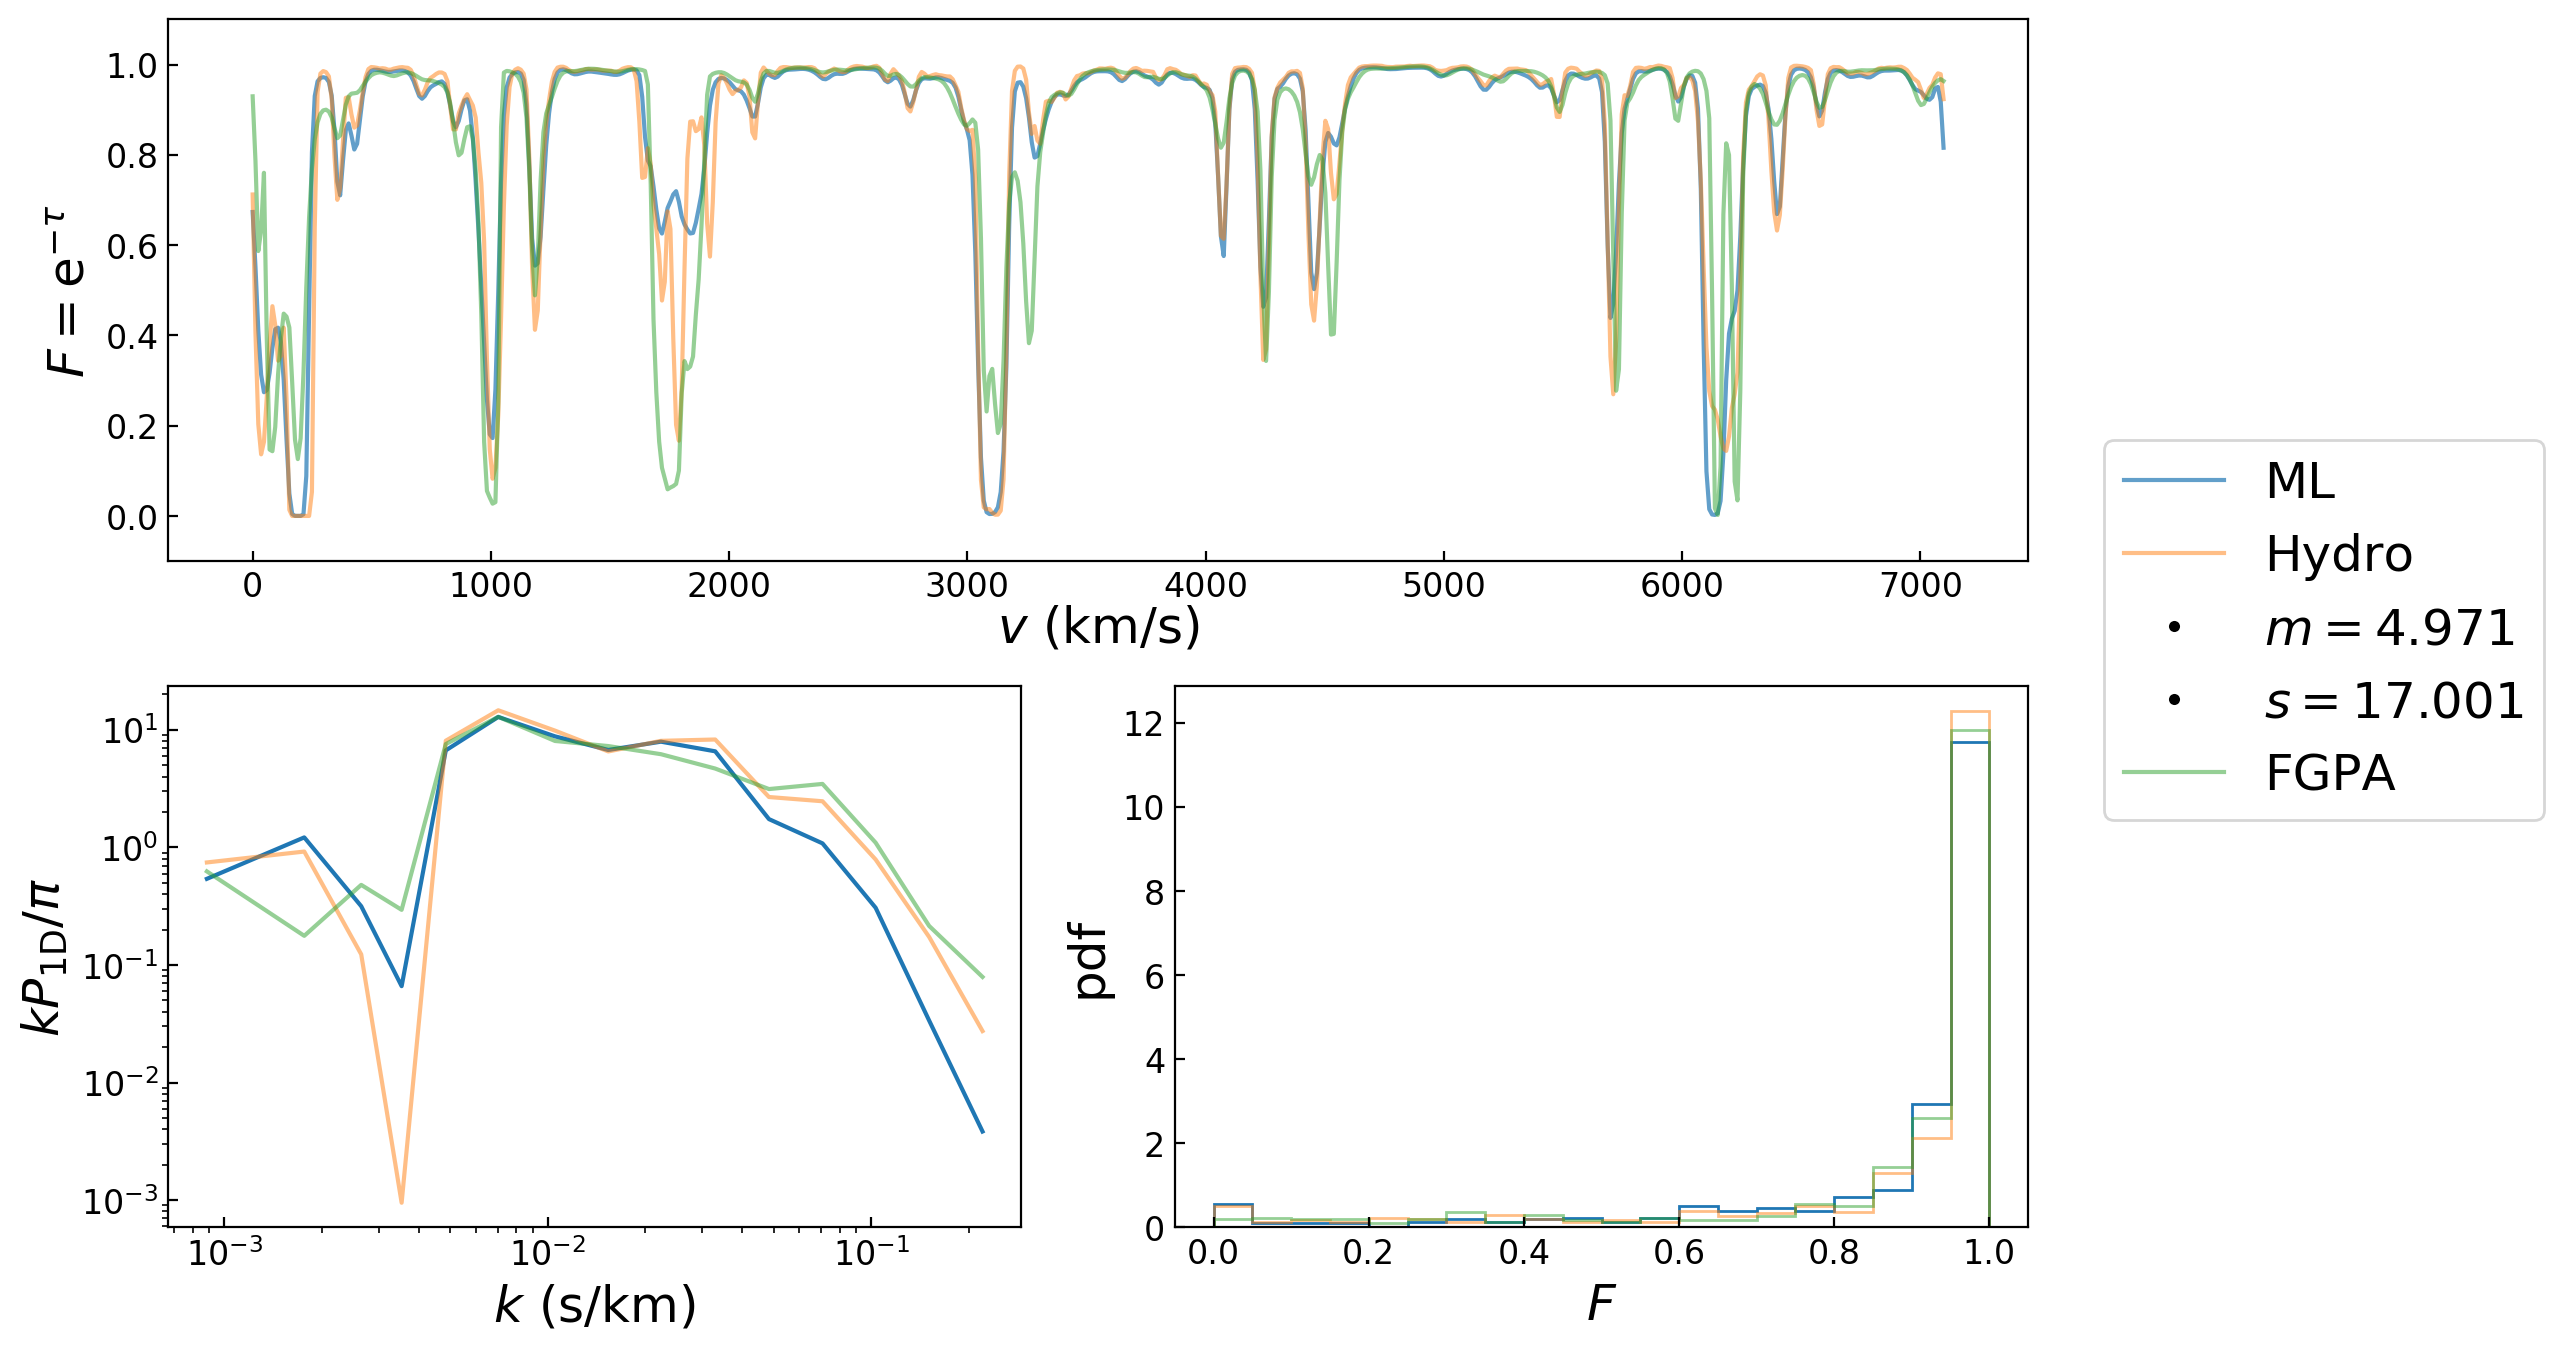 1.0
0.8
0.6
0.4
0.2
0.0
F = e^{−τ}
0 1000 2000 3000 4000 5000 6000 7000
v (km/s)
ML
Hydro
m = 4.971
s = 17.001
FGPA
10^1
10^0
10^{−1}
10^{−2}
10^{−3}
kP_{1D}/π
10^{−3} 10^{−2} 10^{−1}
k (s/km)
12
10
8
6
4
2
0
pdf
0.0 0.2 0.4 0.6 0.8 1.0
F